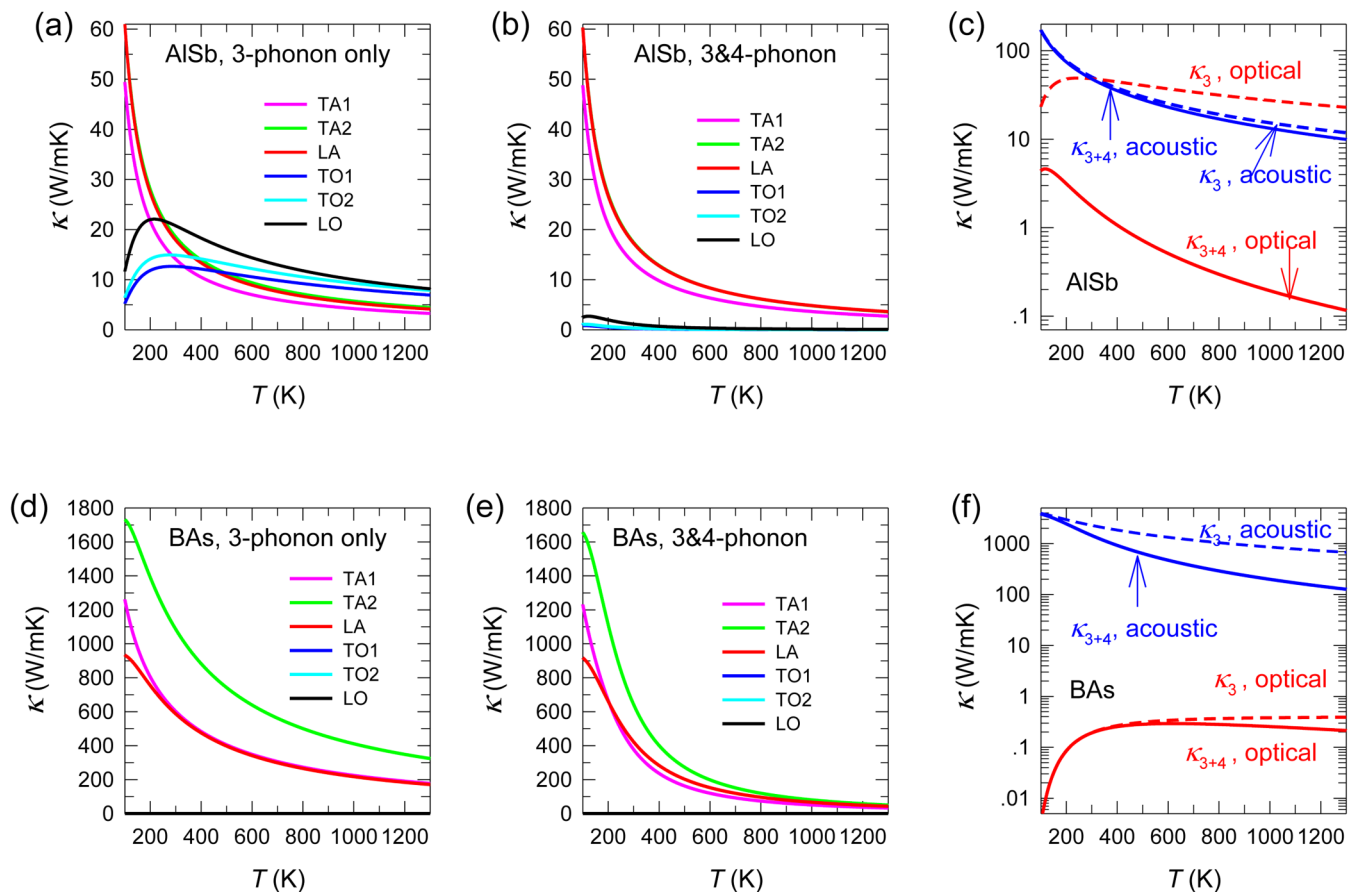 (a)
AlSb, 3-phonon only
TA1
TA2
LA
TO1
TO2
LO
κ (W/mK)
60
50
40
30
20
10
0
200 400 600 800 1000 1200
T (K)
(b)
AlSb, 3&4-phonon
TA1
TA2
LA
TO1
TO2
LO
κ (W/mK)
60
50
40
30
20
10
0
200 400 600 800 1000 1200
T (K)
(c)
κ3 , optical
κ3+4, acoustic
κ3 , acoustic
κ3+4, optical
AlSb
κ (W/mK)
100
10
1
.1
200 400 600 800 1000 1200
T (K)
(d)
BAs, 3-phonon only
TA1
TA2
LA
TO1
TO2
LO
κ (W/mK)
1800
1600
1400
1200
1000
800
600
400
200
0
200 400 600 800 1000 1200
T (K)
(e)
BAs, 3&4-phonon
TA1
TA2
LA
TO1
TO2
LO
κ (W/mK)
1800
1600
1400
1200
1000
800
600
400
200
0
200 400 600 800 1000 1200
T (K)
(f)
κ3 , acoustic
κ3+4, acoustic
BAs
κ3 , optical
κ3+4, optical
κ (W/mK)
1000
100
10
1
.1
.01
200 400 600 800 1000 1200
T (K)